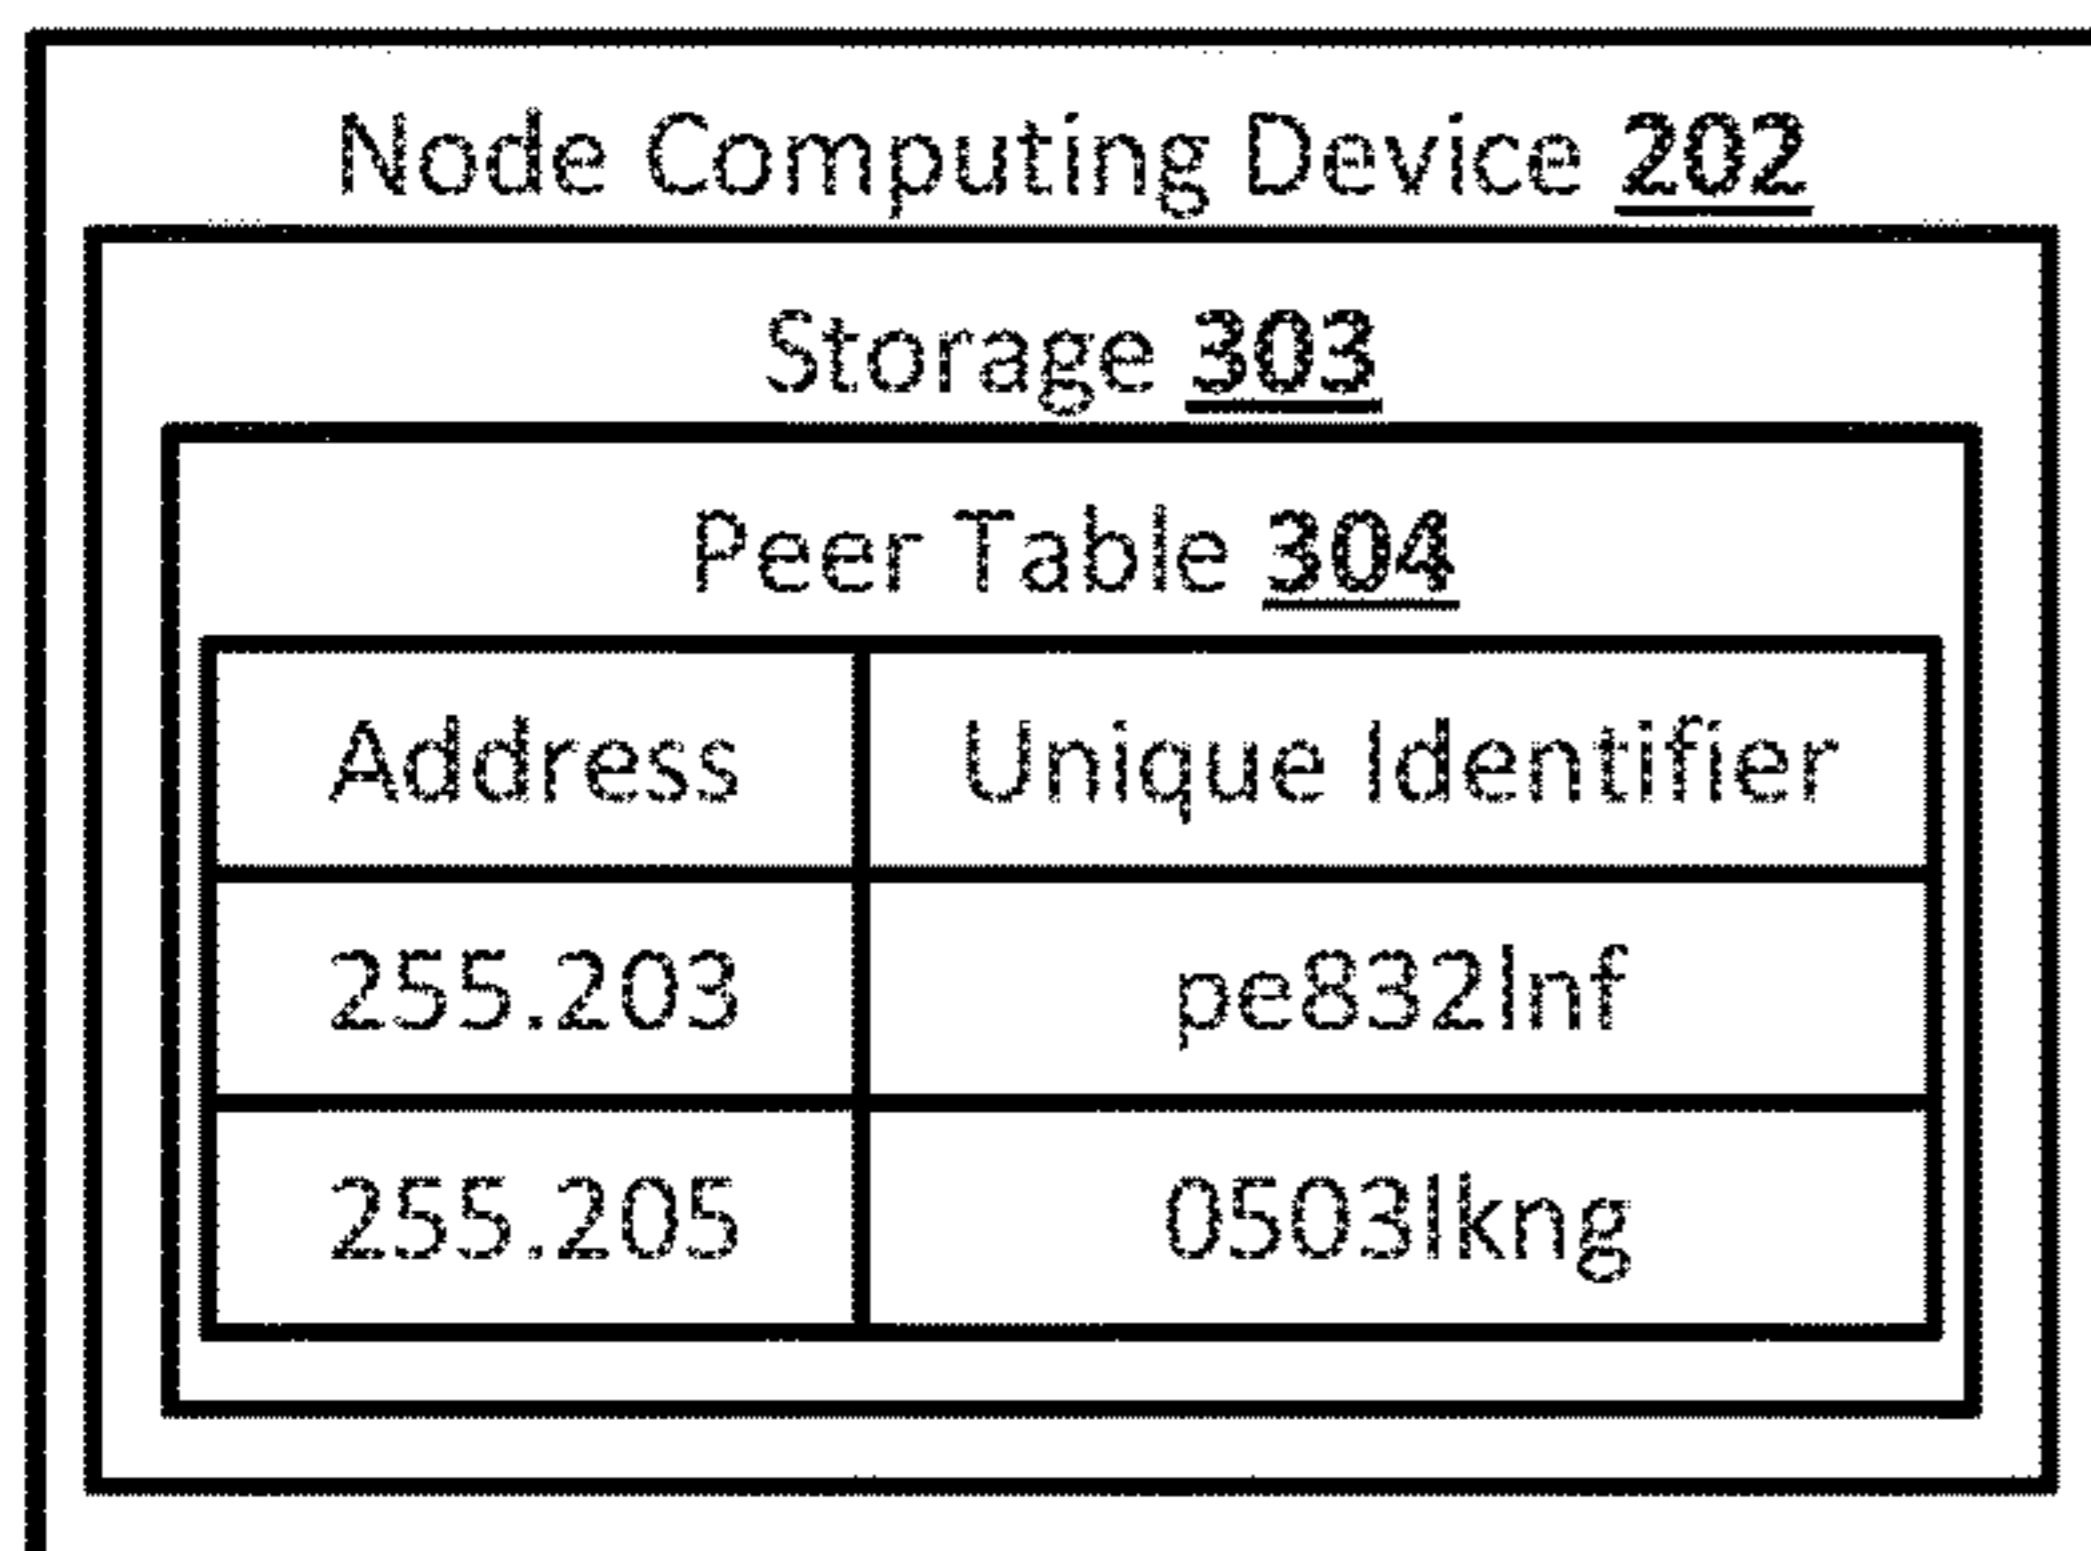 Node Computing Device 202
Storage 303
Peer Table 304
Address Unique Identifier
255.203 pe832lnf
255.205 0503lkng